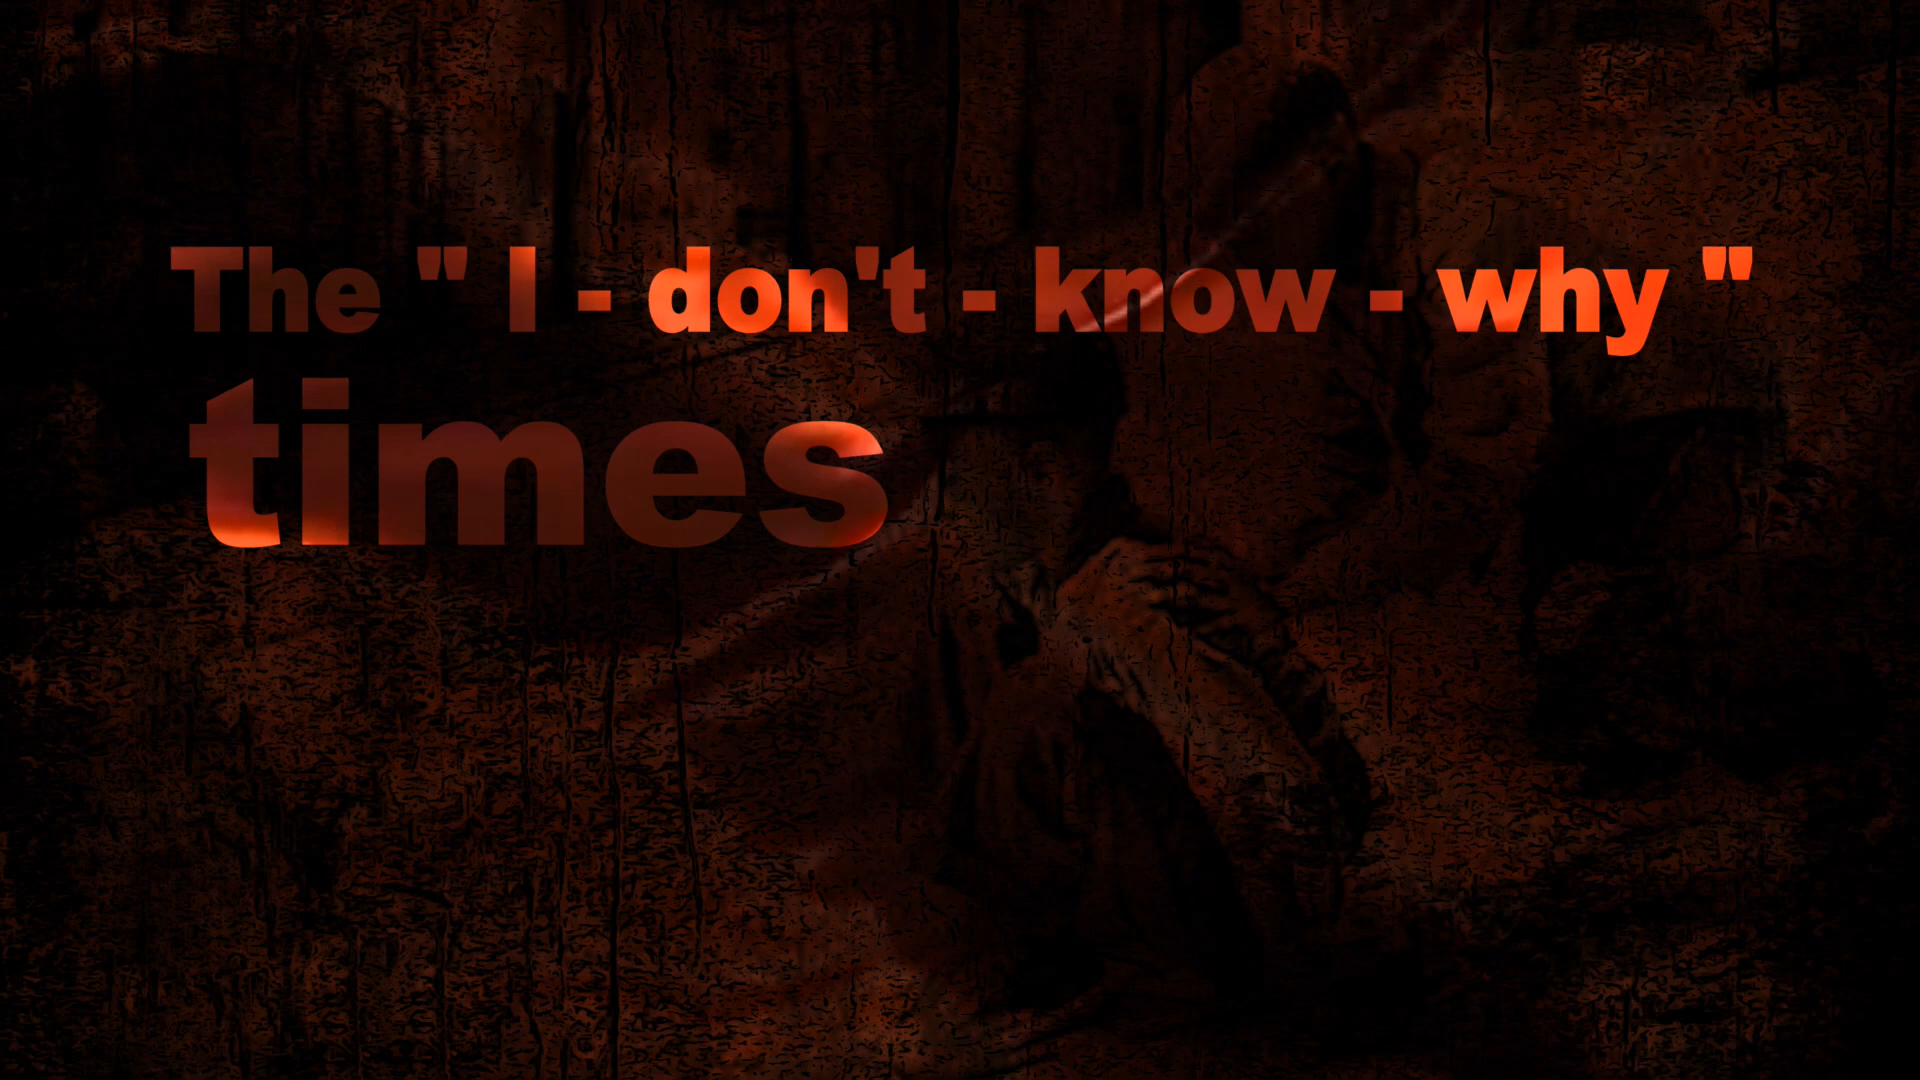 The " I - don't - know - why "
times